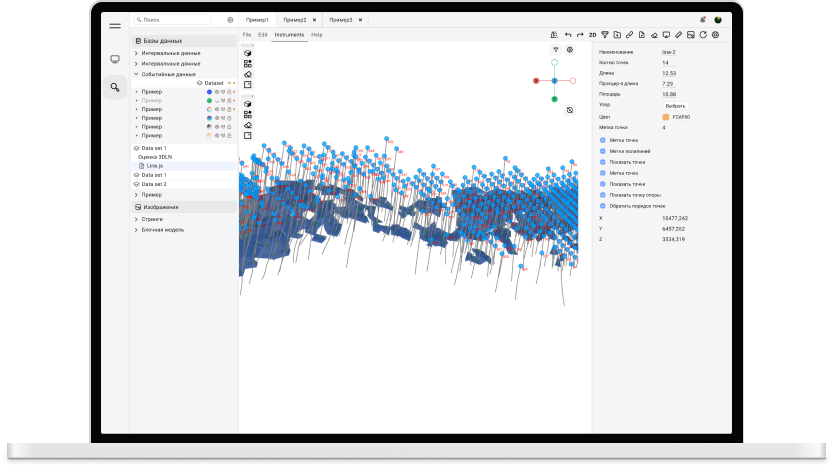 Поиск
Пример1
Пример2
Пример3
File Edit Instruments Help
2D
Базы данных
Интервальные данные
Интервальные данные
Событийные данные
Dataset
Пример
Пример
Пример
Пример
Пример
Пример
Data set 1
Оценка 3DLN
Line.js
Data set 1
Data set 2
Пример
Изображения
Стринги
Блочная модель
Наименование line-2
Кол-во точек 14
Длина 12.53
Проецир-я длина 7.29
Площадь 10.88
Узор Выбрать
Цвет FCAF60
Метка точки 4
Метки точек
Метки полилиний
Показать точки
Метки точек
Показать точки
Показать точку опоры
Обратить порядок точек
X 10477,242
Y 6457,262
Z 3534,319